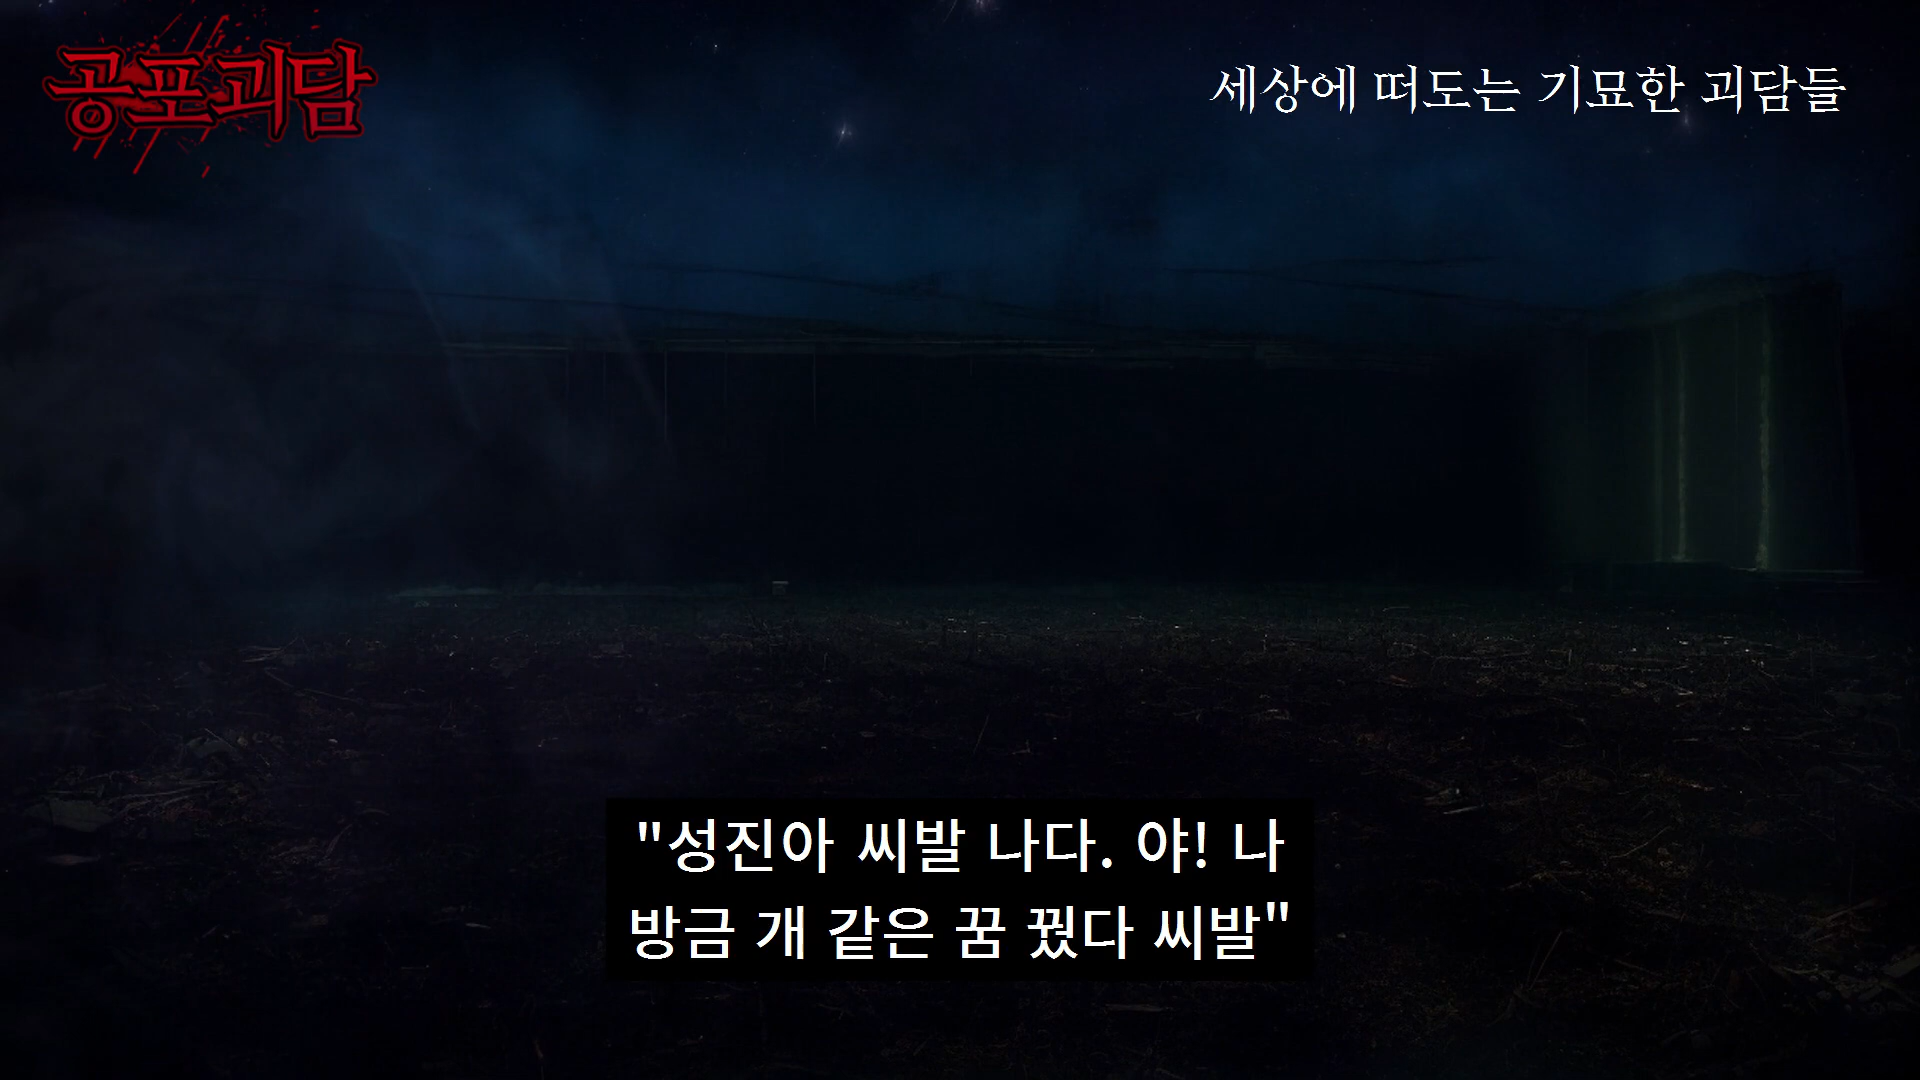 공포괴담
세상에 떠도는 기묘한 괴담들
"성진아 씨발 나다. 야! 나
방금 개 같은 꿈 꿨다 씨발"